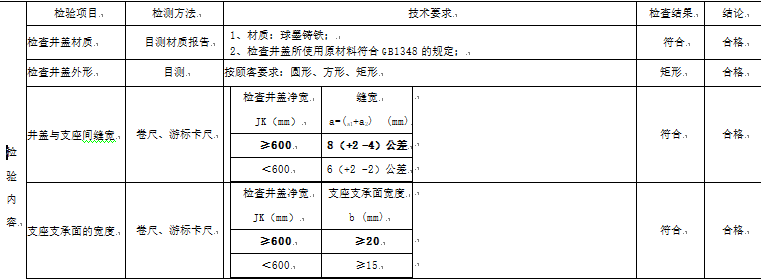 检验项目 检测方法 技术要求 检查结果 结论
检验内容
检查井盖材质 目测材质报告 1、材质：球墨铸铁； 符合 合格
2、检查井盖所使用原材料符合 GB1348 的规定；
检查井盖外形 目测 按顾客要求：圆形、方形、矩形 矩形 合格
井盖与支座间缝宽 卷尺、游标卡尺 符合 合格
检查井盖净宽 缝宽
JK（mm） a=(a1+a2) (mm)
≥600 8（+2 -4）公差
<600 6（+2 -2）公差
支座支承面的宽度 卷尺、游标卡尺 符合 合格
检查井盖净宽 支座支承面宽度
JK（mm） b (mm)
≥600 ≥20
<600 ≥15